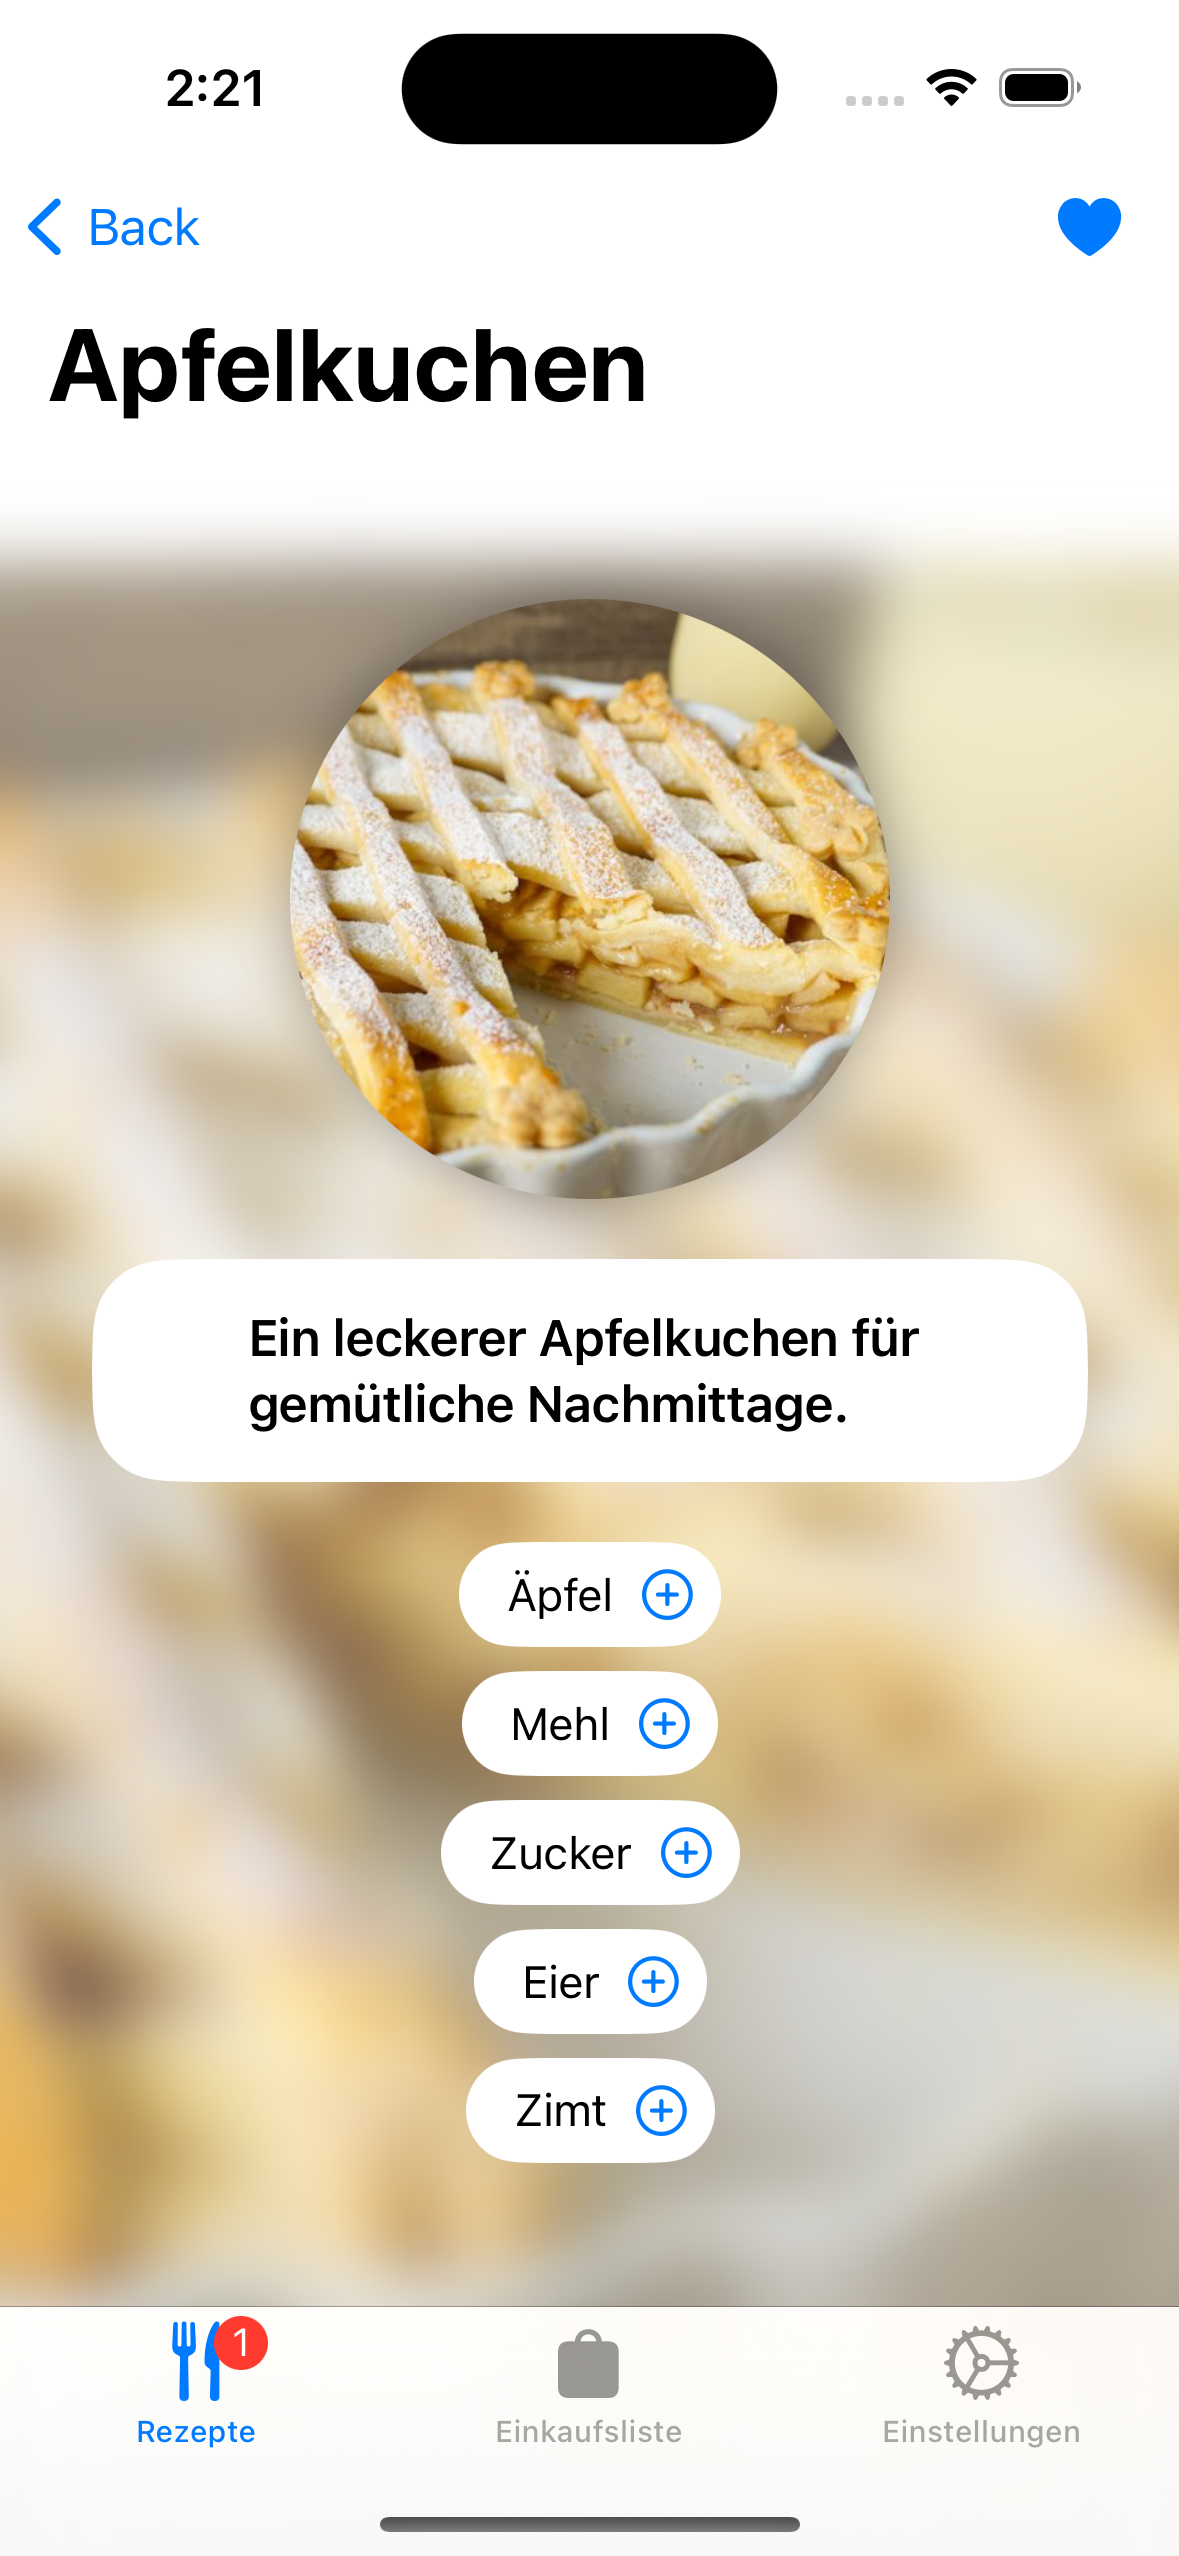 2:21
Back
Apfelkuchen
Ein leckerer Apfelkuchen für
gemütliche Nachmittage.
Äpfel
Mehl
Zucker
Eier
Zimt
1
Rezepte
Einkaufsliste
Einstellungen